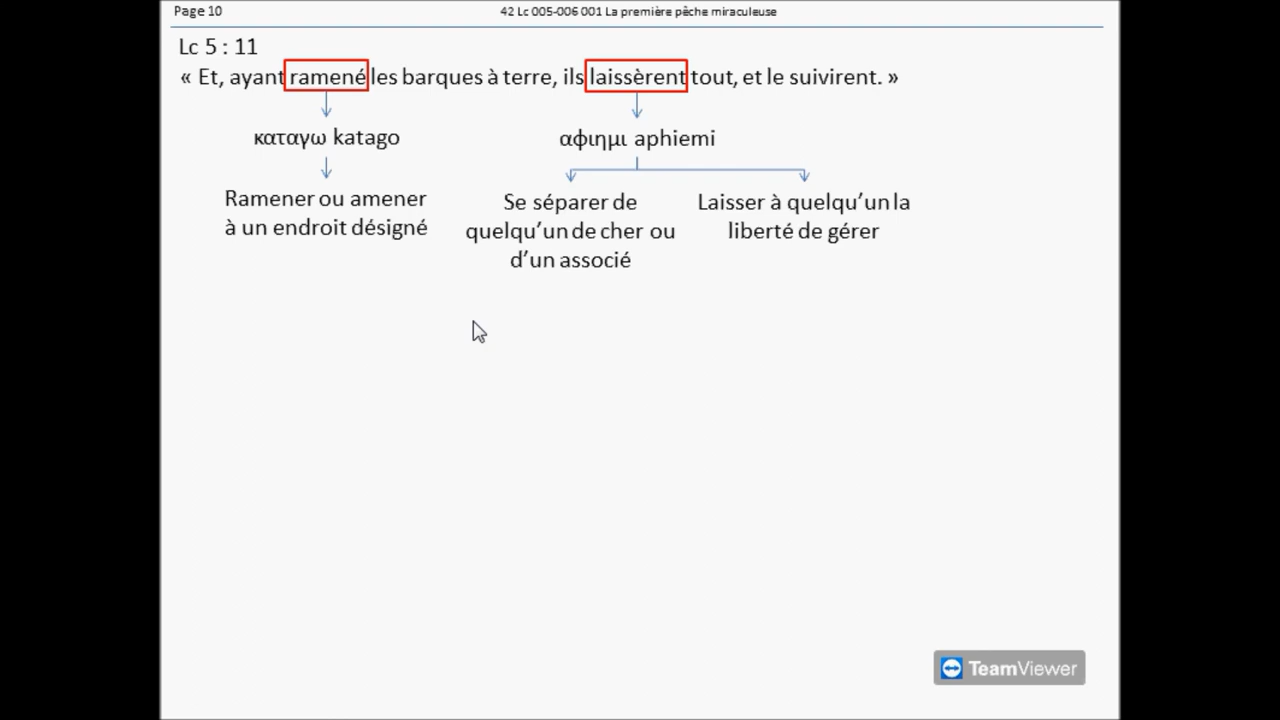 Page 10
42 Lc 005-006 001 La première pêche miraculeuse
Lc 5 : 11
« Et, ayant ramené les barques à terre, ils laissèrent tout, et le suivirent. »
καταγω katago
αφιημι aphiemi
Ramener ou amener
à un endroit désigné
Se séparer de
quelqu’un de cher ou
d’un associé
Laisser à quelqu’un la
liberté de gérer
TeamViewer